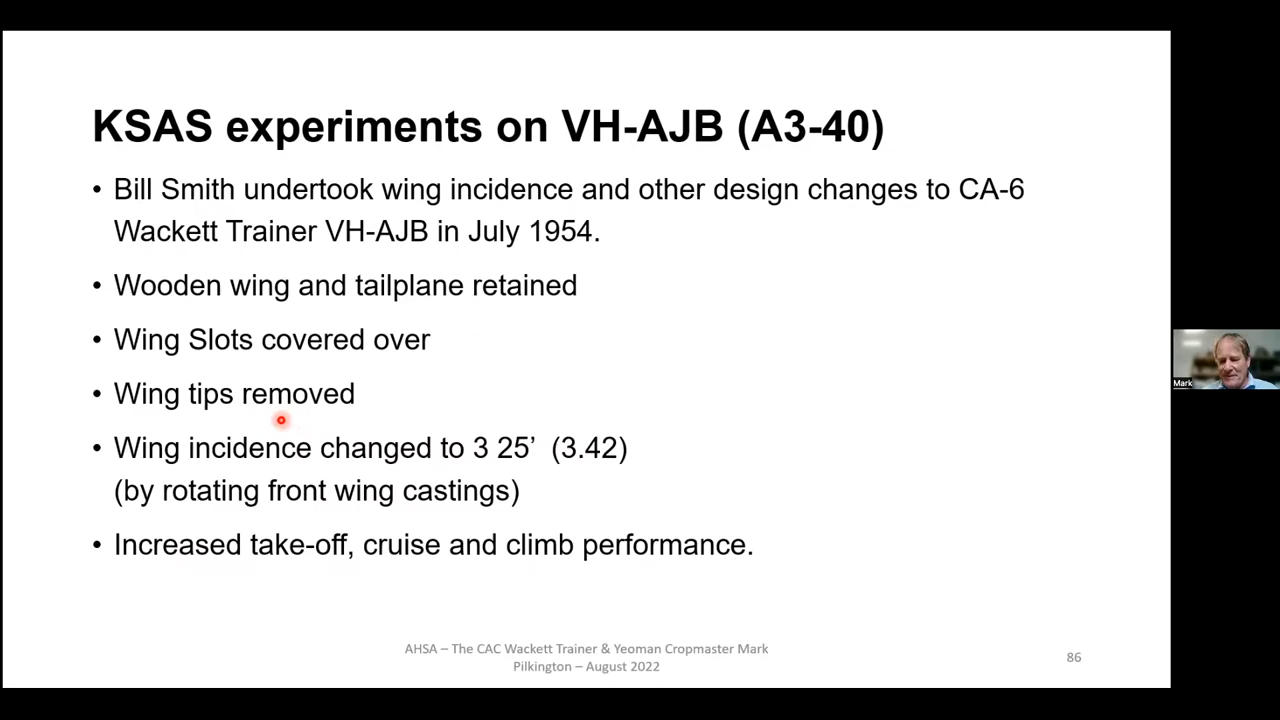 KSAS experiments on VH-AJB (A3-40)
• Bill Smith undertook wing incidence and other design changes to CA-6
Wackett Trainer VH-AJB in July 1954.
• Wooden wing and tailplane retained
• Wing Slots covered over
• Wing tips removed
• Wing incidence changed to 3 25’  (3.42)
(by rotating front wing castings)
• Increased take-off, cruise and climb performance.
Mark
AHSA – The CAC Wackett Trainer & Yeoman Cropmaster Mark
Pilkington – August 2022
86